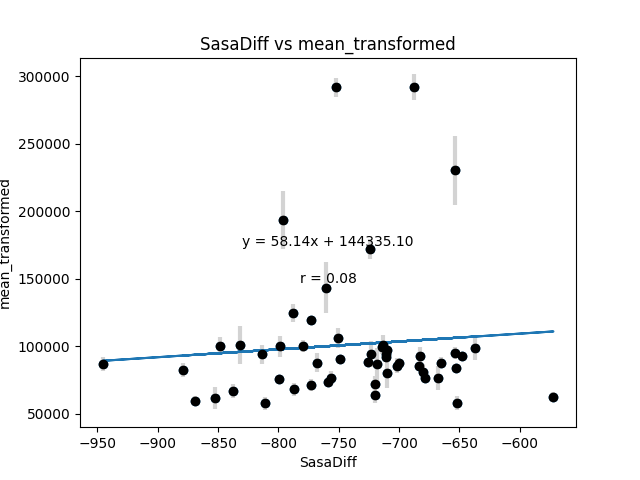 SasaDiff vs mean_transformed
300000
250000
200000
150000
100000
50000
mean_transformed
y = 58.14x + 144335.10
r = 0.08
−950 −900 −850 −800 −750 −700 −650 −600
SasaDiff